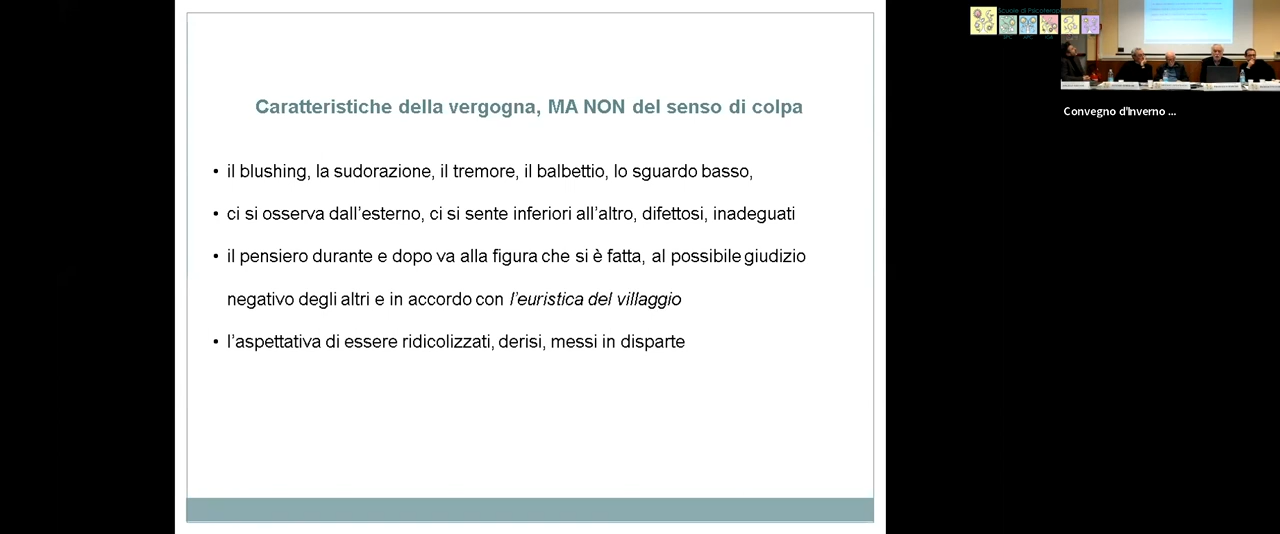 Caratteristiche della vergogna, MA NON del senso di colpa
• il blushing, la sudorazione, il tremore, il balbettio, lo sguardo basso,
• ci si osserva dall'esterno, ci si sente inferiori all'altro, difettosi, inadeguati
• il pensiero durante e dopo va alla figura che si è fatta, al possibile giudizio
negativo degli altri e in accordo con l'euristica del villaggio
• l'aspettativa di essere ridicolizzati, derisi, messi in disparte
Scuole di Psicoterapia
Convegno d'Inverno ...